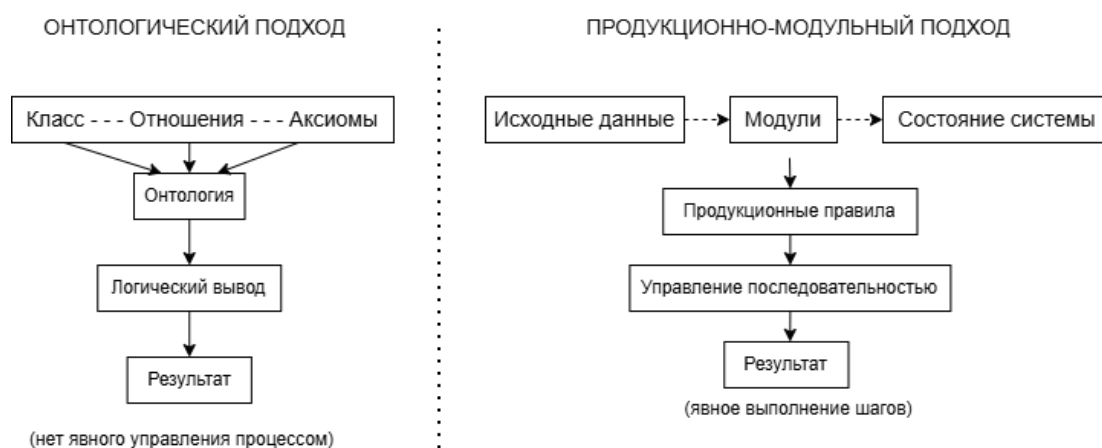 ОНТОЛОГИЧЕСКИЙ ПОДХОД
Класс - - - Отношения - - - Аксиомы
Онтология
Логический вывод
Результат
(нет явного управления процессом)
ПРОДУКЦИОННО-МОДУЛЬНЫЙ ПОДХОД
Исходные данные
Модули
Состояние системы
Продукционные правила
Управление последовательностью
Результат
(явное выполнение шагов)